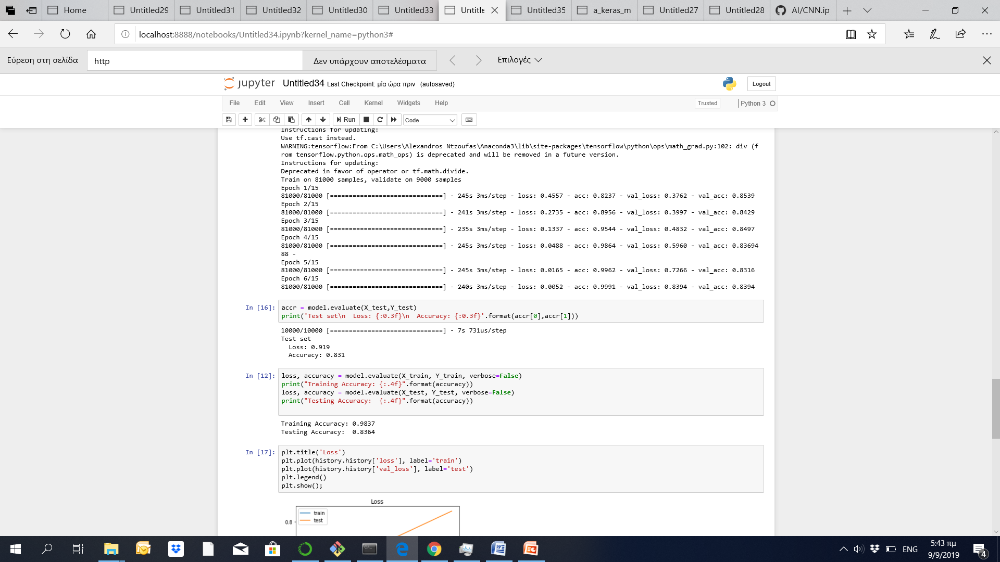 Home
Untitled29
Untitled31
Untitled32
Untitled30
Untitled33
Untitle
Untitled35
a_keras_m
Untitled27
Untitled28
AI/CNN.ip
localhost:8888/notebooks/Untitled34.ipynb?kernel_name=python3#
Εύρεση στη σελίδα
http
Δεν υπάρχουν αποτελέσματα
Επιλογές
jupyter Untitled34 Last Checkpoint: μία ώρα πριν (autosaved)
Logout
File Edit View Insert Cell Kernel Widgets Help
Trusted
Python 3
Run
Code
Instructions for updating:
Use tf.cast instead.
WARNING:tensorflow:From C:\Users\Alexandros Ntzoufas\Anaconda3\lib\site-packages\tensorflow\python\ops\math_grad.py:102: div (f
rom tensorflow.python.ops.math_ops) is deprecated and will be removed in a future version.
Instructions for updating:
Deprecated in favor of operator or tf.math.divide.
Train on 81000 samples, validate on 9000 samples
Epoch 1/15
81000/81000 [==============================] - 245s 3ms/step - loss: 0.4557 - acc: 0.8237 - val_loss: 0.3762 - val_acc: 0.8539
Epoch 2/15
81000/81000 [==============================] - 241s 3ms/step - loss: 0.2735 - acc: 0.8956 - val_loss: 0.3997 - val_acc: 0.8429
Epoch 3/15
81000/81000 [==============================] - 235s 3ms/step - loss: 0.1337 - acc: 0.9544 - val_loss: 0.4832 - val_acc: 0.8497
Epoch 4/15
81000/81000 [==============================] - 245s 3ms/step - loss: 0.0488 - acc: 0.9864 - val_loss: 0.5960 - val_acc: 0.83694
88 -
Epoch 5/15
81000/81000 [==============================] - 245s 3ms/step - loss: 0.0165 - acc: 0.9962 - val_loss: 0.7266 - val_acc: 0.8316
Epoch 6/15
81000/81000 [==============================] - 240s 3ms/step - loss: 0.0052 - acc: 0.9991 - val_loss: 0.8394 - val_acc: 0.8394
In [16]:
accr = model.evaluate(X_test,Y_test)
print('Test set\n  Loss: {:0.3f}\n  Accuracy: {:0.3f}'.format(accr[0],accr[1]))
10000/10000 [==============================] - 7s 731us/step
Test set
  Loss: 0.919
  Accuracy: 0.831
In [12]:
loss, accuracy = model.evaluate(X_train, Y_train, verbose=False)
print("Training Accuracy: {:.4f}".format(accuracy))
loss, accuracy = model.evaluate(X_test, Y_test, verbose=False)
print("Testing Accuracy:  {:.4f}".format(accuracy))
Training Accuracy: 0.9837
Testing Accuracy:  0.8364
In [17]:
plt.title('Loss')
plt.plot(history.history['loss'], label='train')
plt.plot(history.history['val_loss'], label='test')
plt.legend()
plt.show();
Loss
train
test
0.8
ENG
5:43 πμ
9/9/2019
4